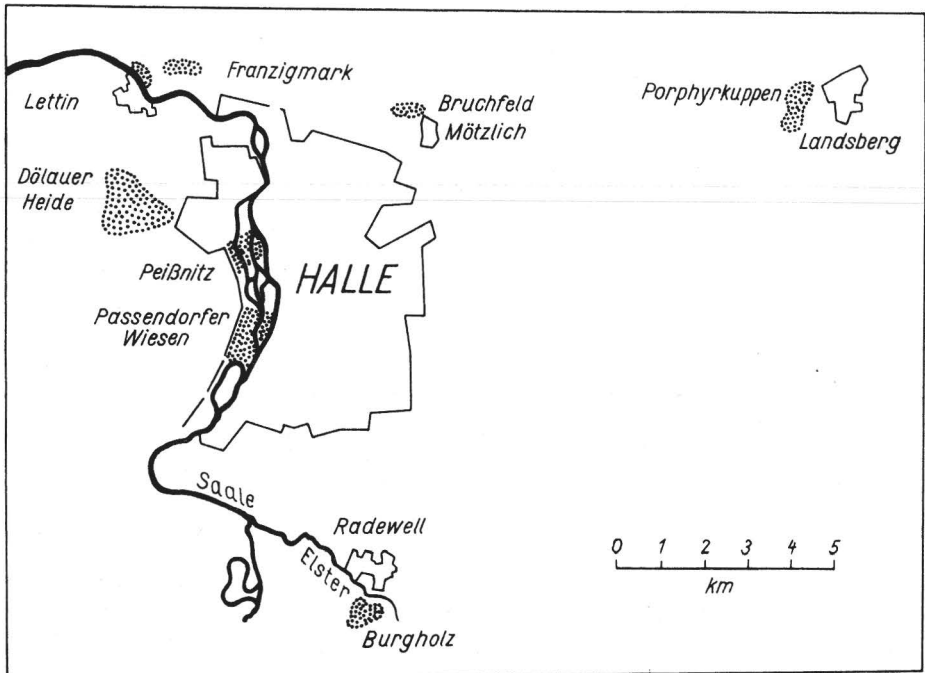 Franzigmark
Lettin
Bruchfeld
Mötzlich
Porphyrkuppen
Landsberg
Dölauer
Heide
Peißnitz
HALLE
Passendorfer
Wiesen
Saale
Radewell
Elster
Burgholz
0 1 2 3 4 5
km